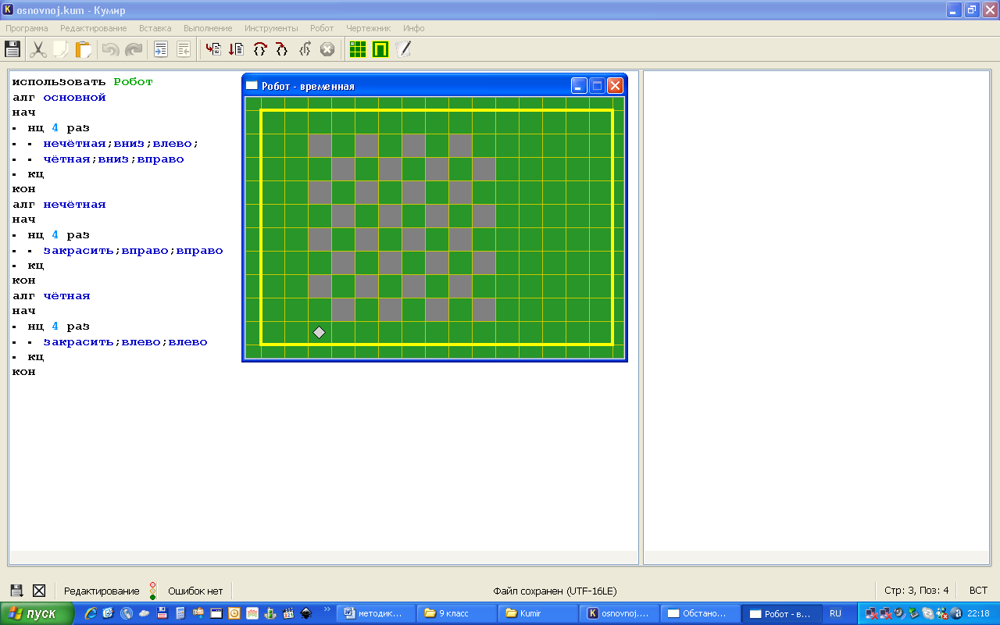 osnovnoj.kum - Кумир
Программа Редактирование Вставка Выполнение Инструменты Робот Чертежник Инфо
использовать Робот
алг основной
нач
нц 4 раз
нечётная;вниз;влево;
чётная;вниз;вправо
кц
кон
алг нечётная
нач
нц 4 раз
закрасить;вправо;вправо
кц
кон
алг чётная
нач
нц 4 раз
закрасить;влево;влево
кц
кон
Робот - временная
Редактирование Ошибок нет Файл сохранен (UTF-16LE) Стр: 3, Поз: 4 ВСТ
пуск методик... 9 класс Kumir osnovnoj.... Обстано... Робот - в... RU 22:18